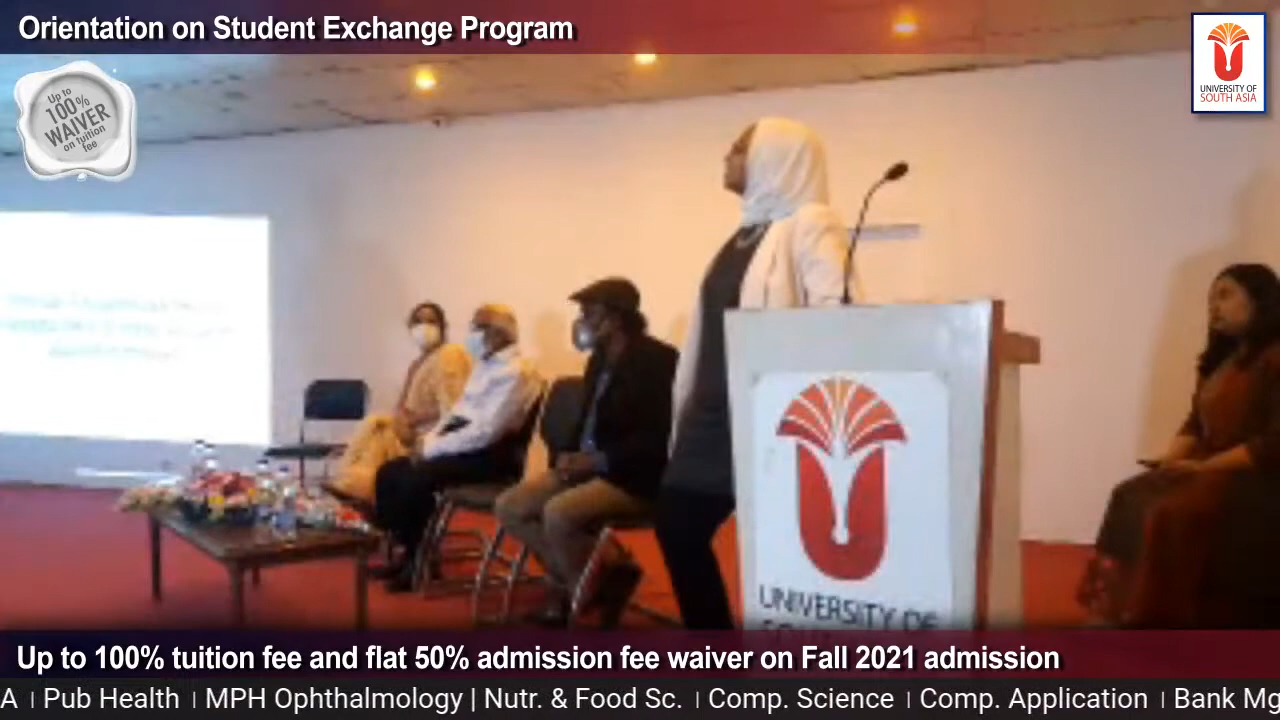 Orientation on Student Exchange Program
UNIVERSITY OF
SOUTH ASIA
Up to
100%
WAIVER
on tuition
fee
UNIVERSITY OF
Up to 100% tuition fee and flat 50% admission fee waiver on Fall 2021 admission
A | Pub Health | MPH Ophthalmology | Nutr. & Food Sc. | Comp. Science | Comp. Application | Bank Mg